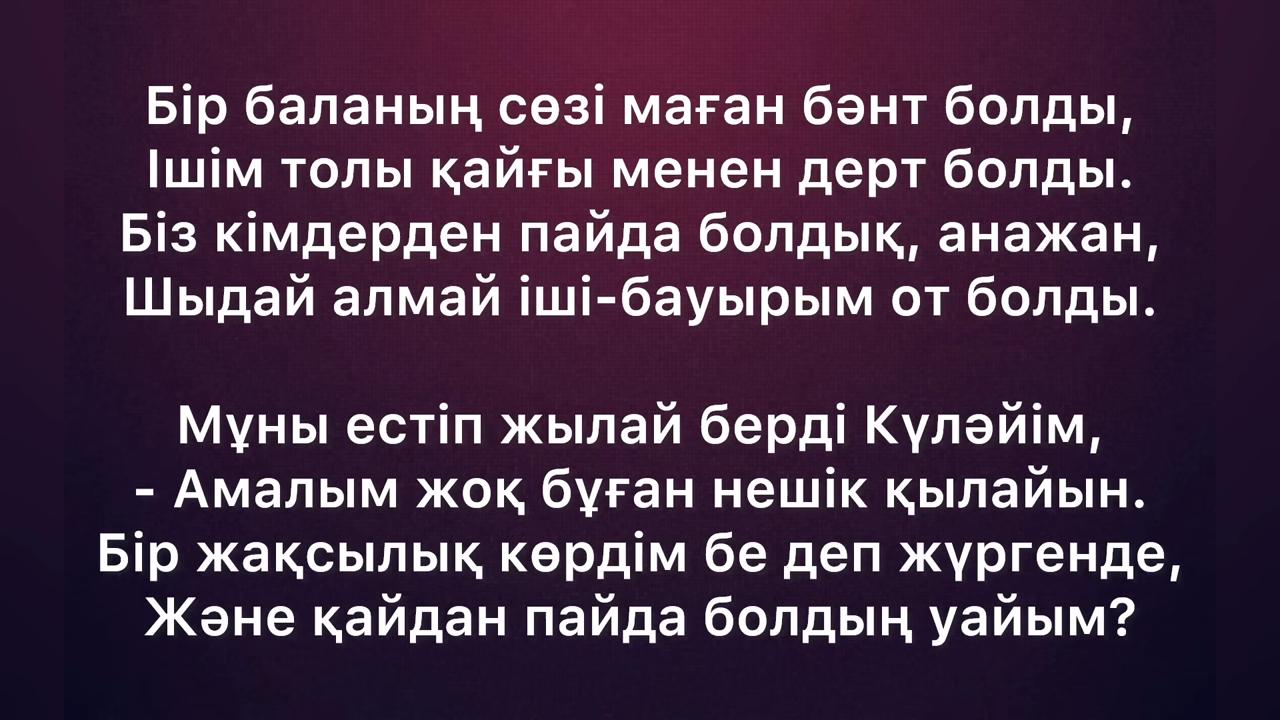 Бір баланың сөзі маған бәнт болды,
Ішім толы қайғы менен дерт болды.
Біз кімдерден пайда болдық, анажан,
Шыдай алмай іші-бауырым от болды.
Мұны естіп жылай берді Күләйім,
- Амалым жоқ бұған нешік қылайын.
Бір жақсылық көрдім бе деп жүргенде,
Және қайдан пайда болдың уайым?